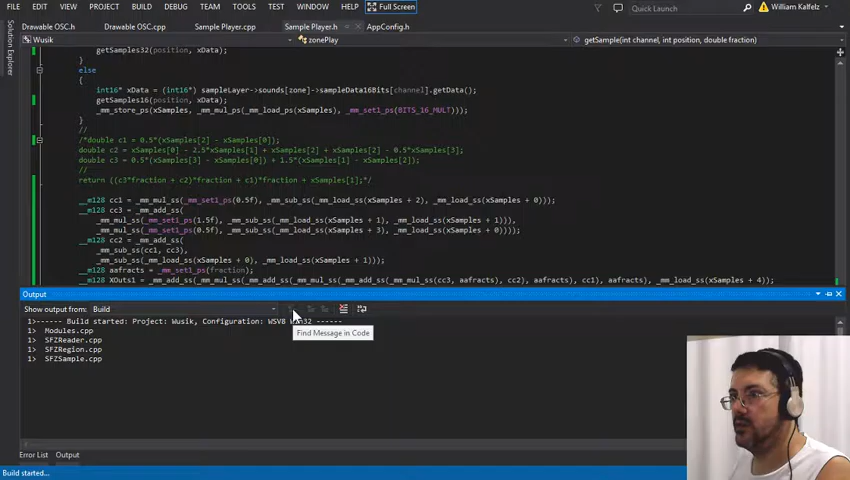 FILE EDIT VIEW PROJECT BUILD DEBUG TEAM TOOLS TEST WINDOW HELP Full Screen Quick Launch William Kalfelz
Drawable OSC.h Drawable OSC.cpp Sample Player.cpp Sample Player.h AppConfig.h
Wusik zonePlay getSample(int channel, int position, double fraction)
Solution Explorer
getSamples32(position, xData);
}
else
{
int16* xData = (int16*) sampleLayer->sounds[zone]->sampleData16Bits[channel].getData();
getSamples16(position, xData);
_mm_store_ps(xSamples, _mm_mul_ps(_mm_load_ps(xSamples), _mm_set1_ps(BITS_16_MULT)));
}
//
/*double c1 = 0.5*(xSamples[2] - xSamples[0]);
double c2 = xSamples[0] - 2.5*xSamples[1] + xSamples[2] + xSamples[2] - 0.5*xSamples[3];
double c3 = 0.5*(xSamples[3] - xSamples[0]) + 1.5*(xSamples[1] - xSamples[2]);
//
return ((c3*fraction + c2)*fraction + c1)*fraction + xSamples[1];*/
__m128 cc1 = _mm_mul_ss(_mm_set1_ps(0.5f), _mm_sub_ss(_mm_load_ss(xSamples + 2), _mm_load_ss(xSamples + 0)));
__m128 cc3 = _mm_add_ss(
_mm_mul_ss(_mm_set1_ps(1.5f), _mm_sub_ss(_mm_load_ss(xSamples + 1), _mm_load_ss(xSamples + 1))),
_mm_mul_ss(_mm_set1_ps(0.5f), _mm_sub_ss(_mm_load_ss(xSamples + 3), _mm_load_ss(xSamples + 0))));
__m128 cc2 = _mm_add_ss(
_mm_sub_ss(cc1, cc3),
_mm_sub_ss(_mm_load_ss(xSamples + 0), _mm_load_ss(xSamples + 1)));
__m128 aafracts = _mm_set1_ps(fraction);
__m128 XOuts1 = _mm_add_ss(_mm_mul_ss(_mm_add_ss(_mm_mul_ss(_mm_add_ss(_mm_mul_ss(cc3, aafracts), cc2), aafracts), cc1), aafracts), _mm_load_ss(xSamples + 4));
Output
Show output from: Build
1>------ Build started: Project: Wusik, Configuration: WSV8 Win32 ------
Find Message in Code
1> Modules.cpp
1> SFZReader.cpp
1> SFZRegion.cpp
1> SFZSample.cpp
Error List Output
Build started...